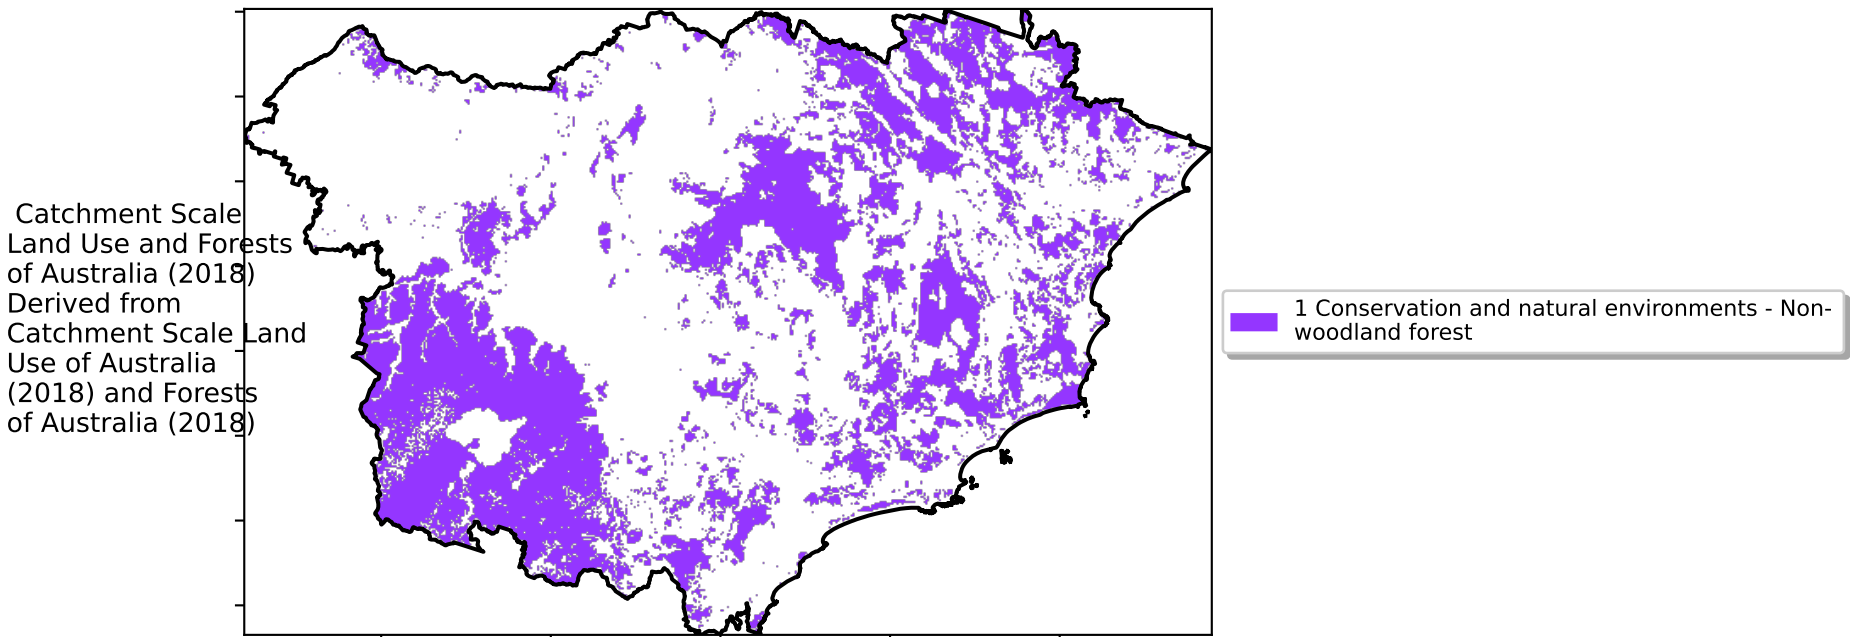 Catchment Scale
Land Use and Forests
of Australia (2018)
Derived from
Catchment Scale Land
Use of Australia
(2018) and Forests
of Australia (2018)
1 Conservation and natural environments - Non-
woodland forest